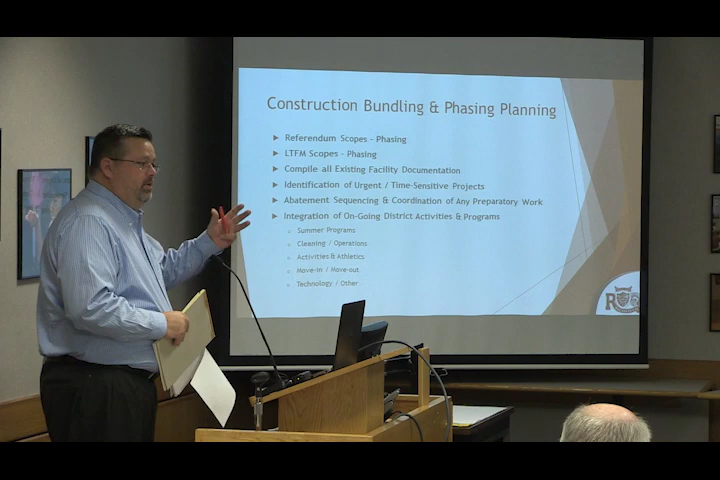 Construction Bundling & Phasing Planning
Referendum Scopes – Phasing
LTFM Scopes – Phasing
Compile all Existing Facility Documentation
Identification of Urgent / Time-Sensitive Projects
Abatement Sequencing & Coordination of Any Preparatory Work
Integration of On-Going District Activities & Programs
Summer Programs
Cleaning / Operations
Activities & Athletics
Move-in / Move-out
Technology / Other